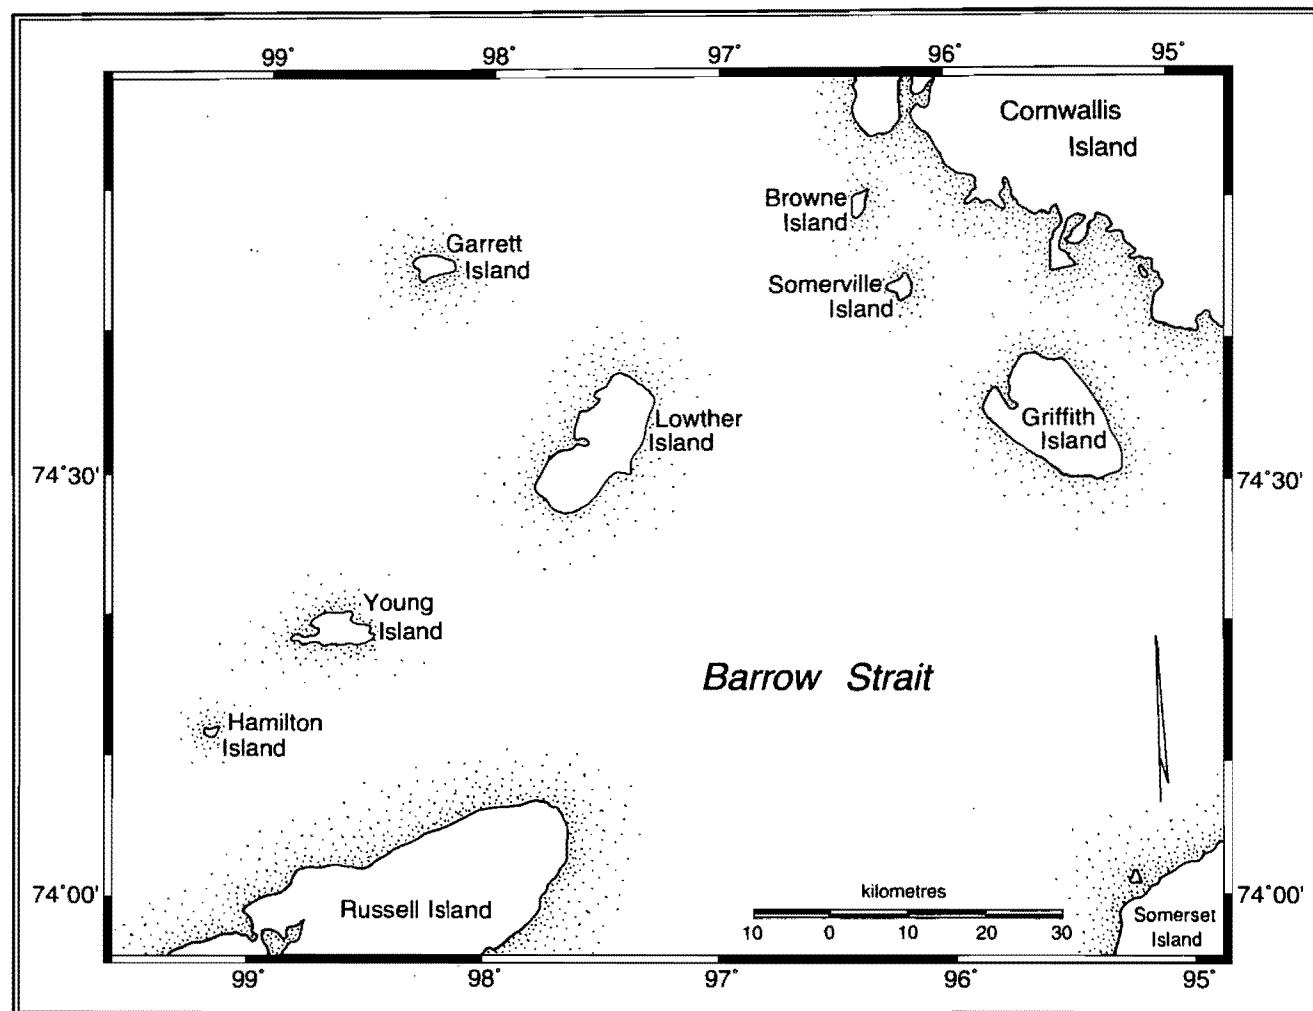 99°
98°
97°
96°
95°
Cornwallis
Island
Browne
Island
Garrett
Island
Somerville
Island
Lowther
Island
Griffith
Island
74°30'
74°30'
Young
Island
Barrow Strait
Hamilton
Island
kilometres
10 0 10 20 30
74°00'
74°00'
Russell Island
Somerset
Island
99°
98°
97°
96°
95°